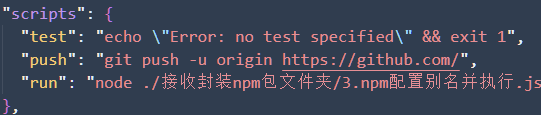 "scripts": {
"test": "echo \"Error: no test specified\" && exit 1",
"push": "git push -u origin https://github.com/",
"run": "node ./接收封装npm包文件夹/3.npm配置别名并执行.js
},